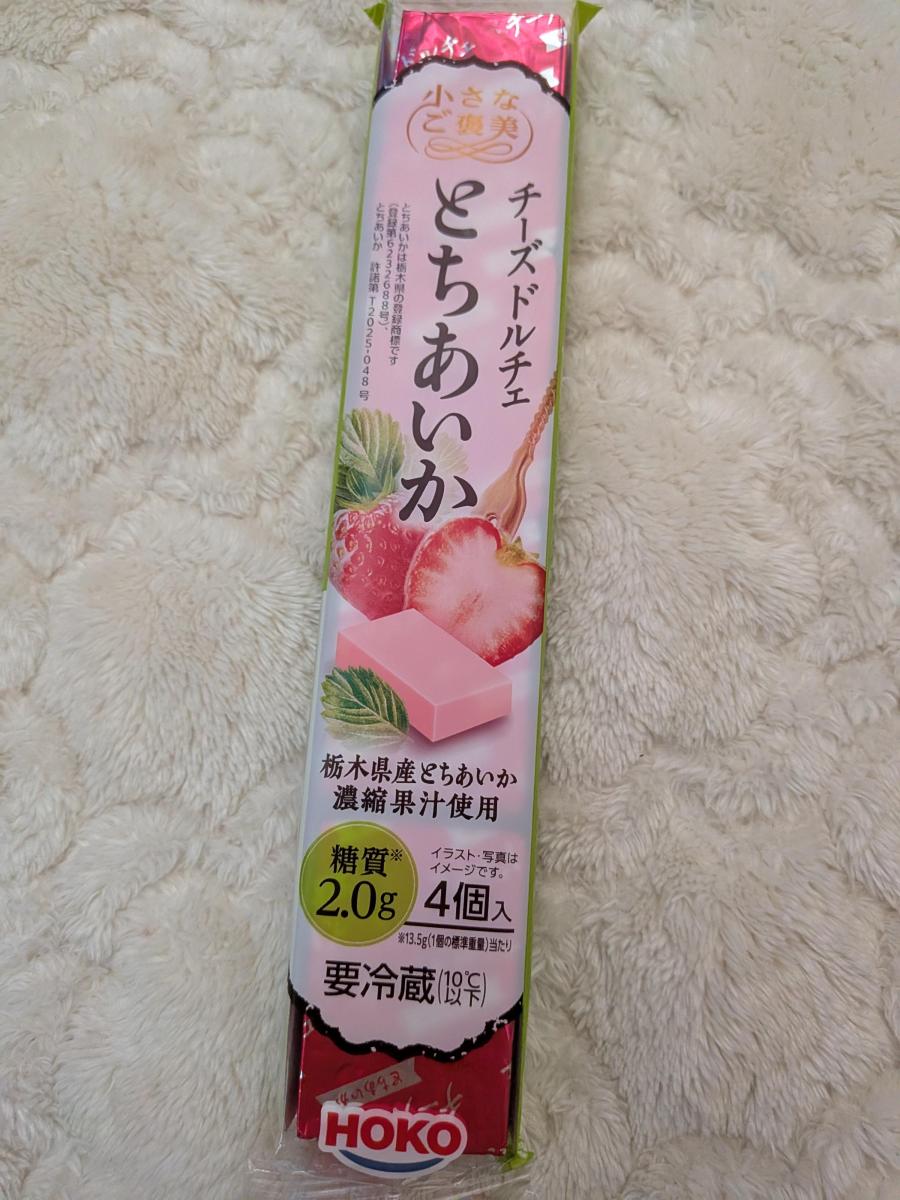 小さな
ご褒美
チーズドルチェ
とちあいか
とちあいかは栃木県の登録商標です
(登録第6232688号)、
とちあいか 許諾第T2025-048号
栃木県産とちあいか
濃縮果汁使用
糖質※
2.0g
イラスト・写真は
イメージです。
4個入
※13.5g(1個の標準重量)当たり
要冷蔵(10℃以下)
とちあいか
HOKO